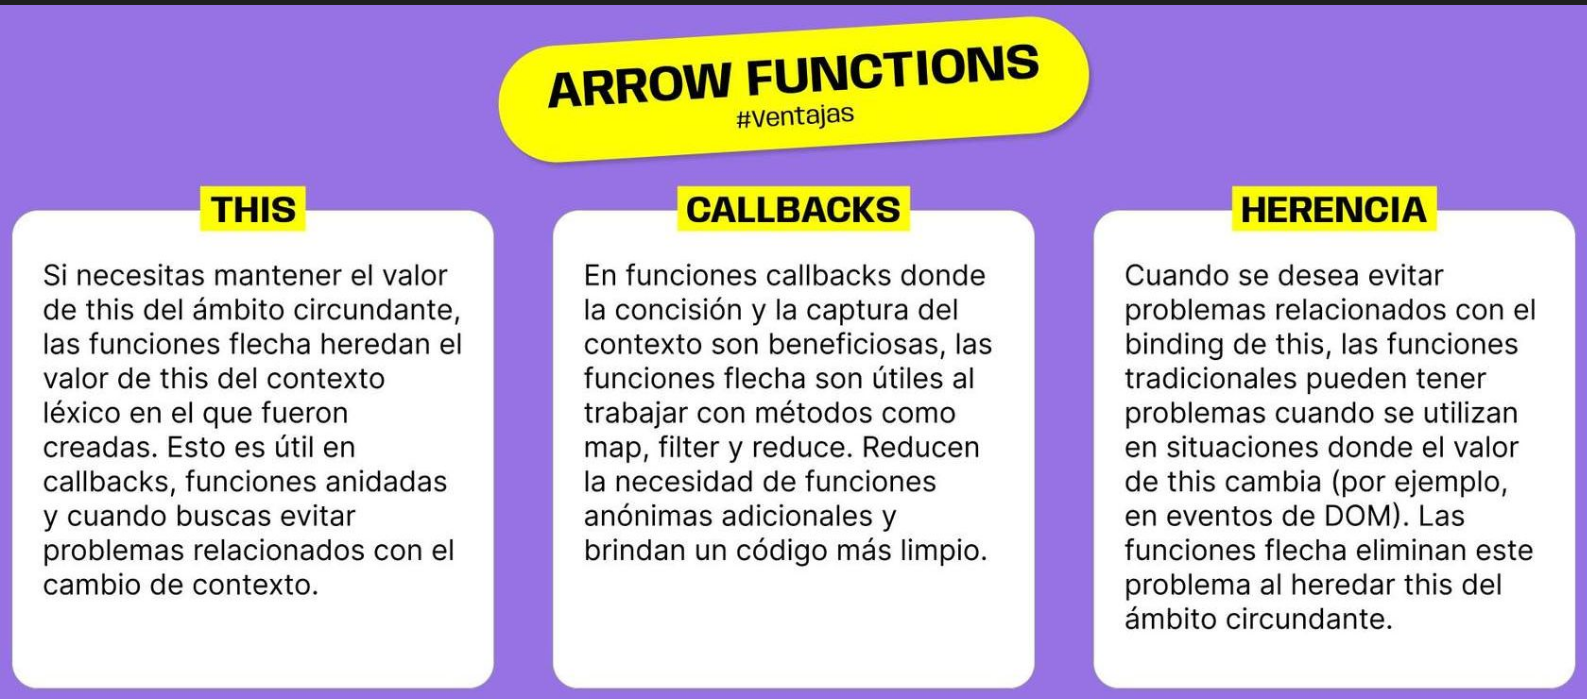 ARROW FUNCTIONS
#Ventajas
THIS
Si necesitas mantener el valor
de this del ámbito circundante,
las funciones flecha heredan el
valor de this del contexto
léxico en el que fueron
creadas. Esto es útil en
callbacks, funciones anidadas
y cuando buscas evitar
problemas relacionados con el
cambio de contexto.
CALLBACKS
En funciones callbacks donde
la concisión y la captura del
contexto son beneficiosas, las
funciones flecha son útiles al
trabajar con métodos como
map, filter y reduce. Reducen
la necesidad de funciones
anónimas adicionales y
brindan un código más limpio.
HERENCIA
Cuando se desea evitar
problemas relacionados con el
binding de this, las funciones
tradicionales pueden tener
problemas cuando se utilizan
en situaciones donde el valor
de this cambia (por ejemplo,
en eventos de DOM). Las
funciones flecha eliminan este
problema al heredar this del
ámbito circundante.